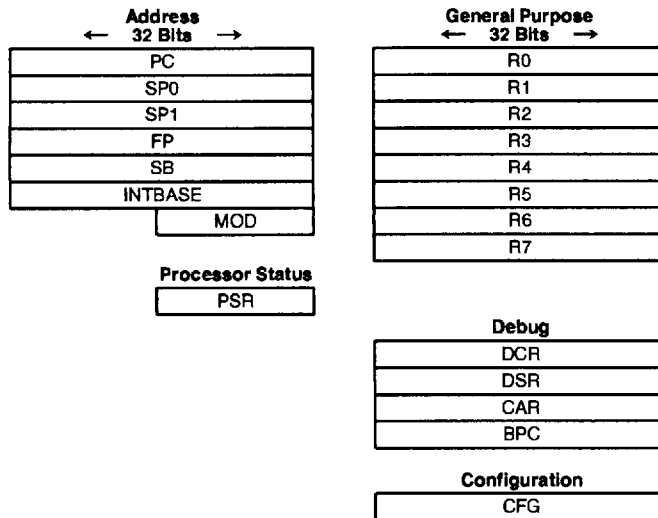 Address
← 32 Bits →
PC
SP0
SP1
FP
SB
INTBASE
MOD
Processor Status
PSR
General Purpose
← 32 Bits →
R0
R1
R2
R3
R4
R5
R6
R7
Debug
DCR
DSR
CAR
BPC
Configuration
CFG